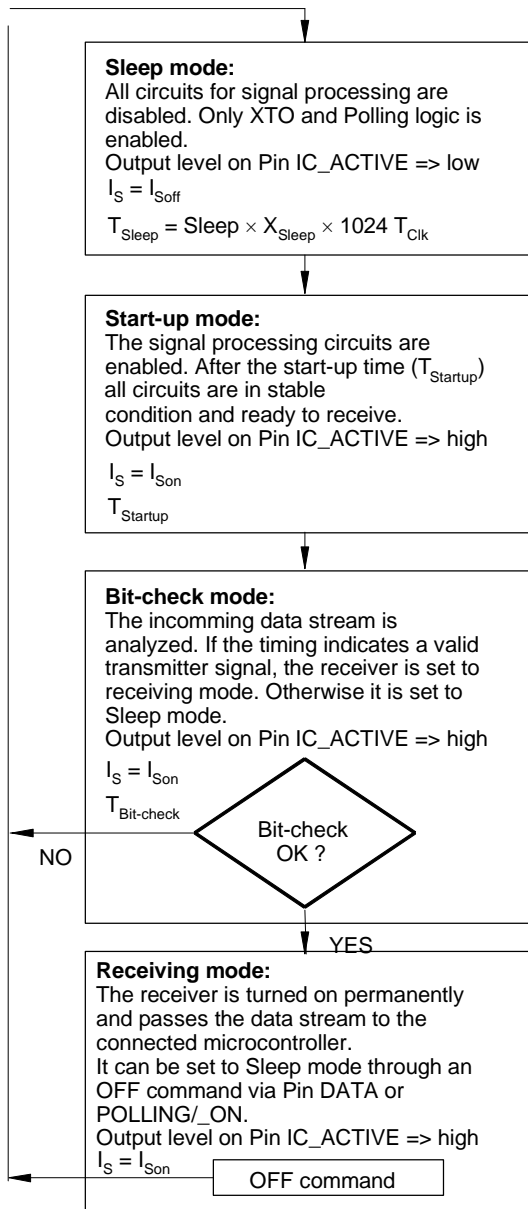 Sleep mode:
All circuits for signal processing are
disabled. Only XTO and Polling logic is
enabled.
Output level on Pin IC_ACTIVE => low
I_S = I_Soff
T_Sleep = Sleep × X_Sleep × 1024 T_Clk
Start-up mode:
The signal processing circuits are
enabled. After the start-up time (T_Startup)
all circuits are in stable
condition and ready to receive.
Output level on Pin IC_ACTIVE => high
I_S = I_Son
T_Startup
Bit-check mode:
The incomming data stream is
analyzed. If the timing indicates a valid
transmitter signal, the receiver is set to
receiving mode. Otherwise it is set to
Sleep mode.
Output level on Pin IC_ACTIVE => high
I_S = I_Son
T_Bit-check
Bit-check
OK ?
NO
YES
Receiving mode:
The receiver is turned on permanently
and passes the data stream to the
connected microcontroller.
It can be set to Sleep mode through an
OFF command via Pin DATA or
POLLING/_ON.
Output level on Pin IC_ACTIVE => high
I_S = I_Son
OFF command